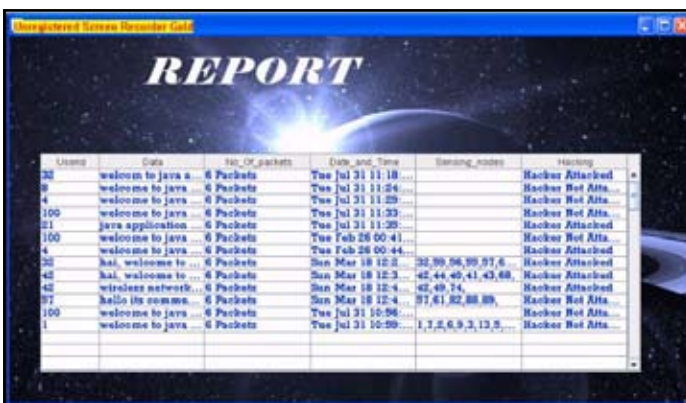 Unregistered Screen Recorder Gold
REPORT
Users Data No_Of_packets Date_and_Time Sensing_nodes Hacking
32 welcom to java a... 6 Packets Tue Jul 31 11:18:... Hacker Attacked
8 welcome to java ... 6 Packets Tue Jul 31 11:24:... Hacker Not Atta...
4 welcome to java ... 6 Packets Tue Jul 31 11:29:... Hacker Attacked
100 welcome to java ... 6 Packets Tue Jul 31 11:33:... Hacker Not Atta...
21 java application ... 6 Packets Tue Jul 31 11:39:... Hacker Attacked
100 welcome to java ... 6 Packets Tue Feb 26 00:41... Hacker Not Atta...
4 welcome to java ... 6 Packets Tue Feb 26 00:44... Hacker Attacked
hai, welcome to ... 6 Packets Sun Mar 18 12:2... Hacker Attacked
42 hai, welcome to ... 6 Packets Sun Mar 18 12:3... Hacker Attacked
42 wireless network... 6 Packets Sun Mar 18 12:4... 42,49,74, Hacker Not Atta...
97 hello its commu... 6 Packets Sun Mar 18 12:4... 97,61,82,88,89, Hacker Not Atta...
100 welcome to java ... 6 Packets Tue Jul 31 10:56:... Hacker Not Atta...
1 welcome to java ... 6 Packets Tue Jul 31 10:59:... 1,7,2,6,9,3,13,5,... Hacker Not Atta...